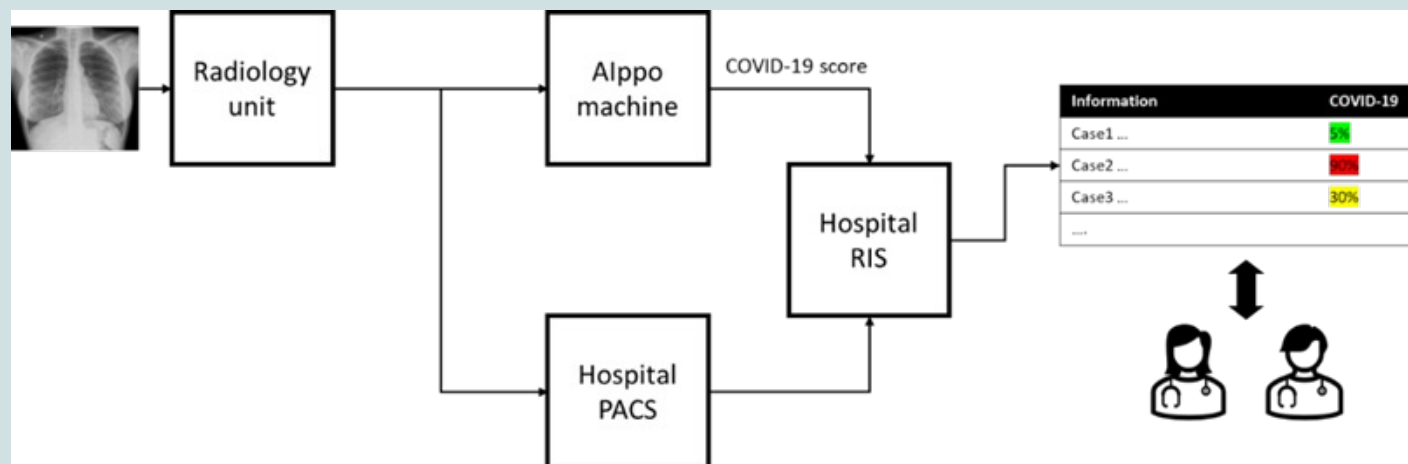 Radiology
unit
AIppo
machine
COVID-19 score
Hospital
RIS
Hospital
PACS
Information COVID-19
Case1 ... 5%
Case2 ... 90%
Case3 ... 30%
....